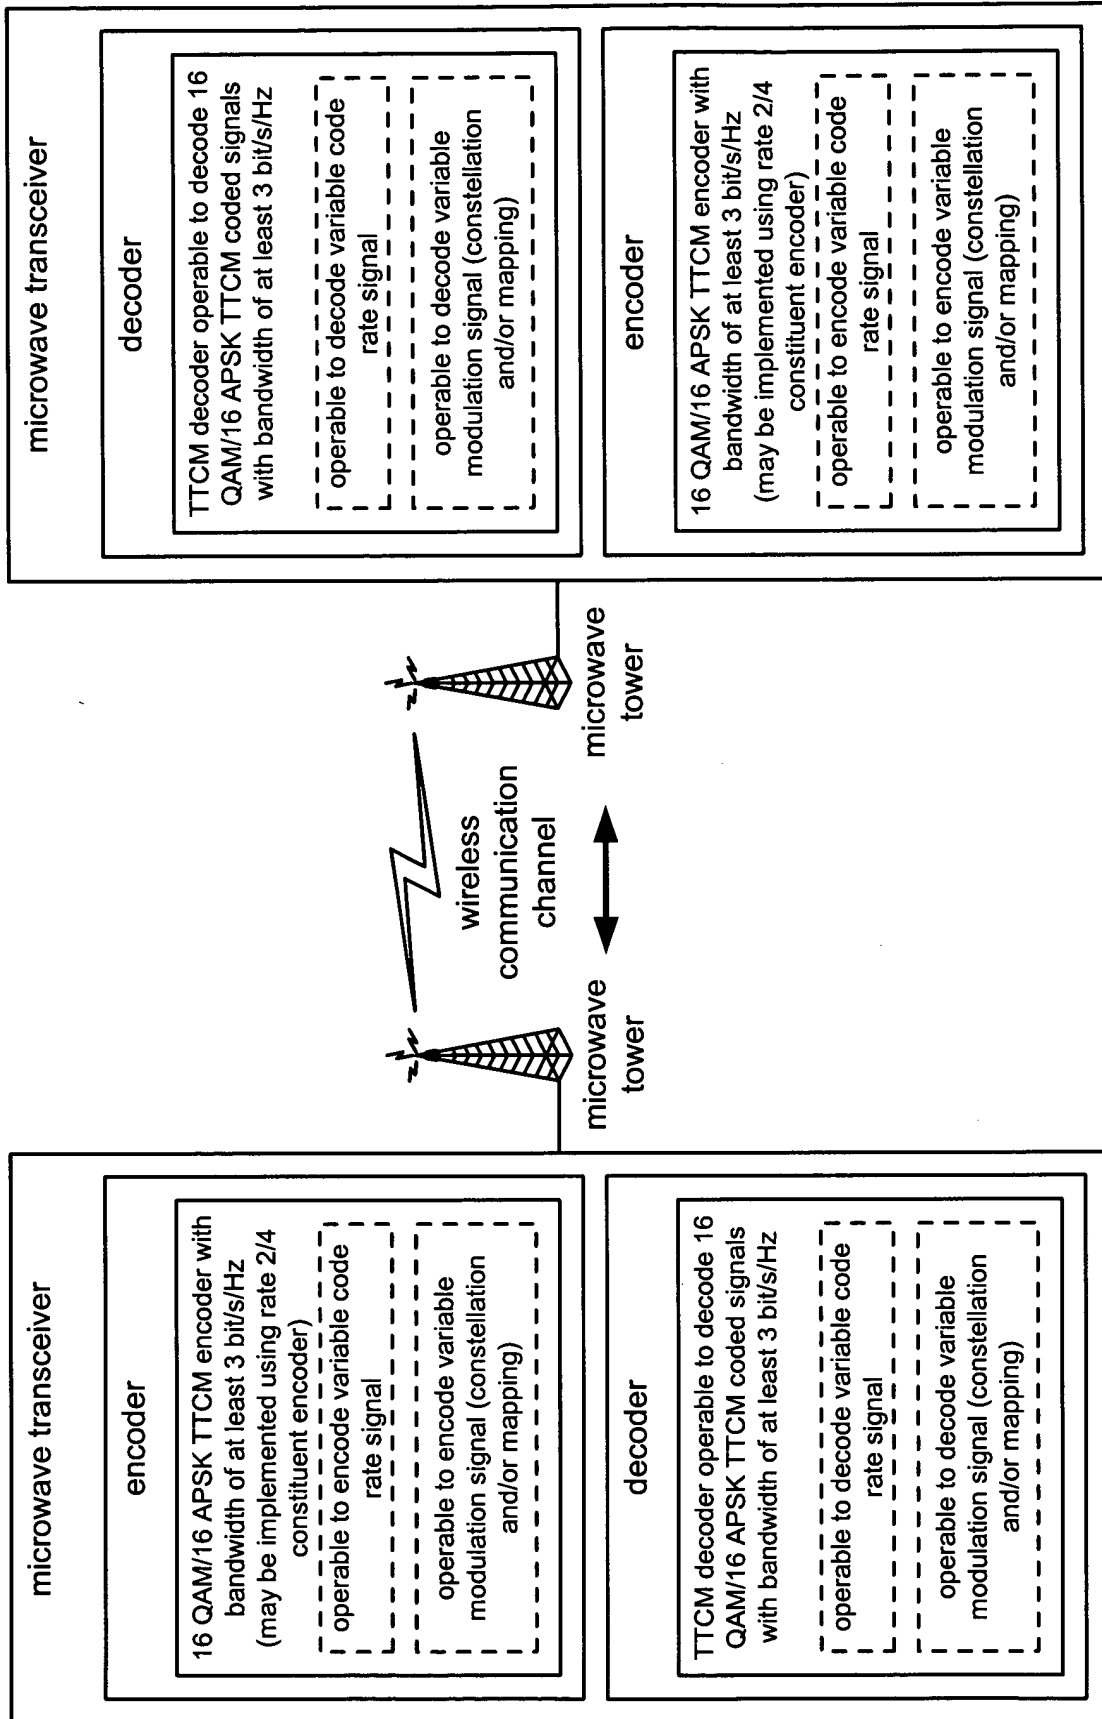 microwave transceiver
encoder
16 QAM/16 APSK TTCM encoder with
bandwidth of at least 3 bit/s/Hz
(may be implemented using rate 2/4
constituent encoder)
operable to encode variable code
rate signal
operable to encode variable
modulation signal (constellation
and/or mapping)
decoder
TTCM decoder operable to decode 16
QAM/16 APSK TTCM coded signals
with bandwidth of at least 3 bit/s/Hz
operable to decode variable code
rate signal
operable to decode variable
modulation signal (constellation
and/or mapping)
microwave
tower
wireless
communication
channel
microwave
tower
microwave transceiver
decoder
TTCM decoder operable to decode 16
QAM/16 APSK TTCM coded signals
with bandwidth of at least 3 bit/s/Hz
operable to decode variable code
rate signal
operable to decode variable
modulation signal (constellation
and/or mapping)
encoder
16 QAM/16 APSK TTCM encoder with
bandwidth of at least 3 bit/s/Hz
(may be implemented using rate 2/4
constituent encoder)
operable to encode variable code
rate signal
operable to encode variable
modulation signal (constellation
and/or mapping)